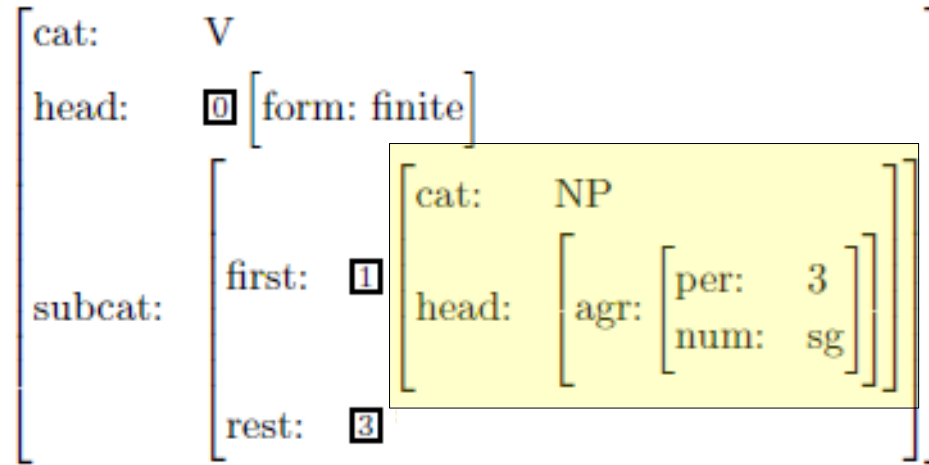 cat: V
head: 0 [form: finite]
cat: NP
first: 1
per: 3
subcat:
head: agr:
num: sg
rest: 3